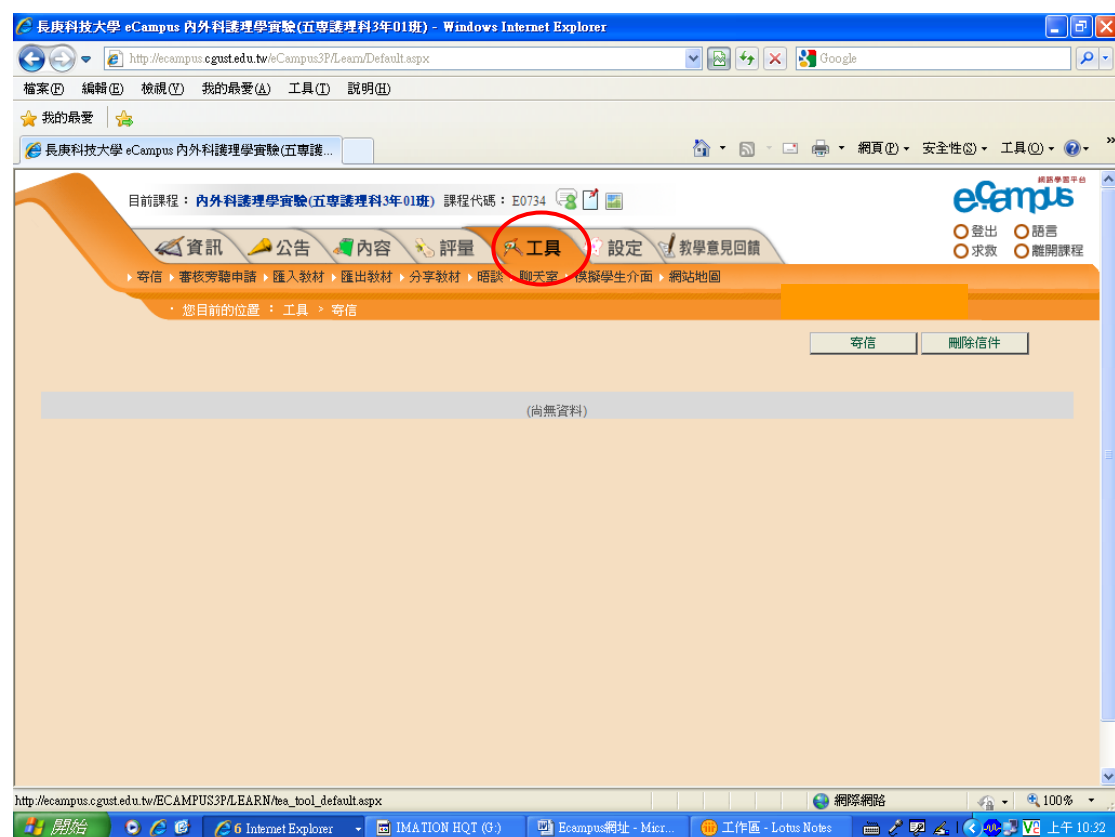 長庚科技大學 eCampus 內外科護理學實驗(五專護理科3年01班) - Windows Internet Explorer
http://ecampus.cgust.edu.tw/eCampus3P/Learn/Default.aspx
Google
檔案(F) 編輯(E) 檢視(V) 我的最愛(A) 工具(T) 說明(H)
我的最愛
長庚科技大學 eCampus 內外科護理學實驗(五專護... 網頁(P) 安全性(S) 工具(O) »
網路學習平台
目前課程：內外科護理學實驗(五專護理科3年01班) 課程代碼：E0734
eCampus
登出 語言
求救 離開課程
資訊 公告 內容 評量 工具 設定 教學意見回饋
寄信 審核旁聽申請 匯入教材 匯出教材 分享教材 晤談 聊天室 模擬學生介面 網站地圖
· 您目前的位置 ： 工具 > 寄信
寄信 刪除信件
(尚無資料)
http://ecampus.cgust.edu.tw/ECAMPUS3P/LEARN/tea_tool_default.aspx 網際網路 100%
開始 6 Internet Explorer IMATION HQT (G:) Ecampus網址 - Micr... 工作區 - Lotus Notes 上午 10:32